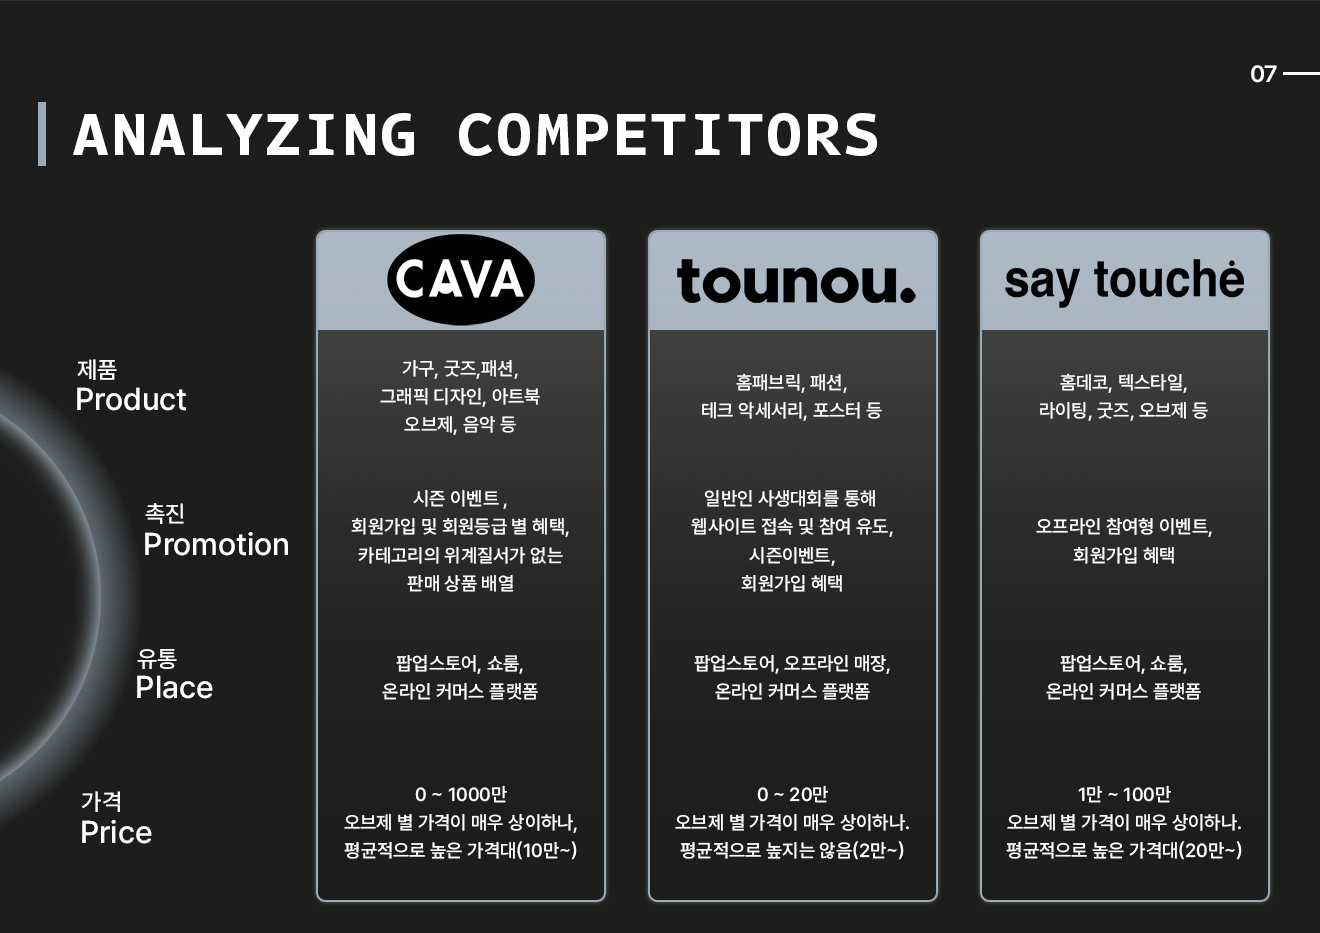 07
ANALYZING COMPETITORS
CAVA
tounou.
say touchė
제품
Product
가구, 굿즈,패션,
그래픽 디자인, 아트북
오브제, 음악 등
홈패브릭, 패션,
테크 악세서리, 포스터 등
홈데코, 텍스타일,
라이팅, 굿즈, 오브제 등
촉진
Promotion
시즌 이벤트 ,
회원가입 및 회원등급 별 혜택,
카테고리의 위계질서가 없는
판매 상품 배열
일반인 사생대회를 통해
웹사이트 접속 및 참여 유도,
시즌이벤트,
회원가입 혜택
오프라인 참여형 이벤트,
회원가입 혜택
유통
Place
팝업스토어, 쇼룸,
온라인 커머스 플랫폼
팝업스토어, 오프라인 매장,
온라인 커머스 플랫폼
팝업스토어, 쇼룸,
온라인 커머스 플랫폼
가격
Price
0 ~ 1000만
오브제 별 가격이 매우 상이하나,
평균적으로 높은 가격대(10만~)
0 ~ 20만
오브제 별 가격이 매우 상이하나.
평균적으로 높지는 않음(2만~)
1만 ~ 100만
오브제 별 가격이 매우 상이하나.
평균적으로 높은 가격대(20만~)